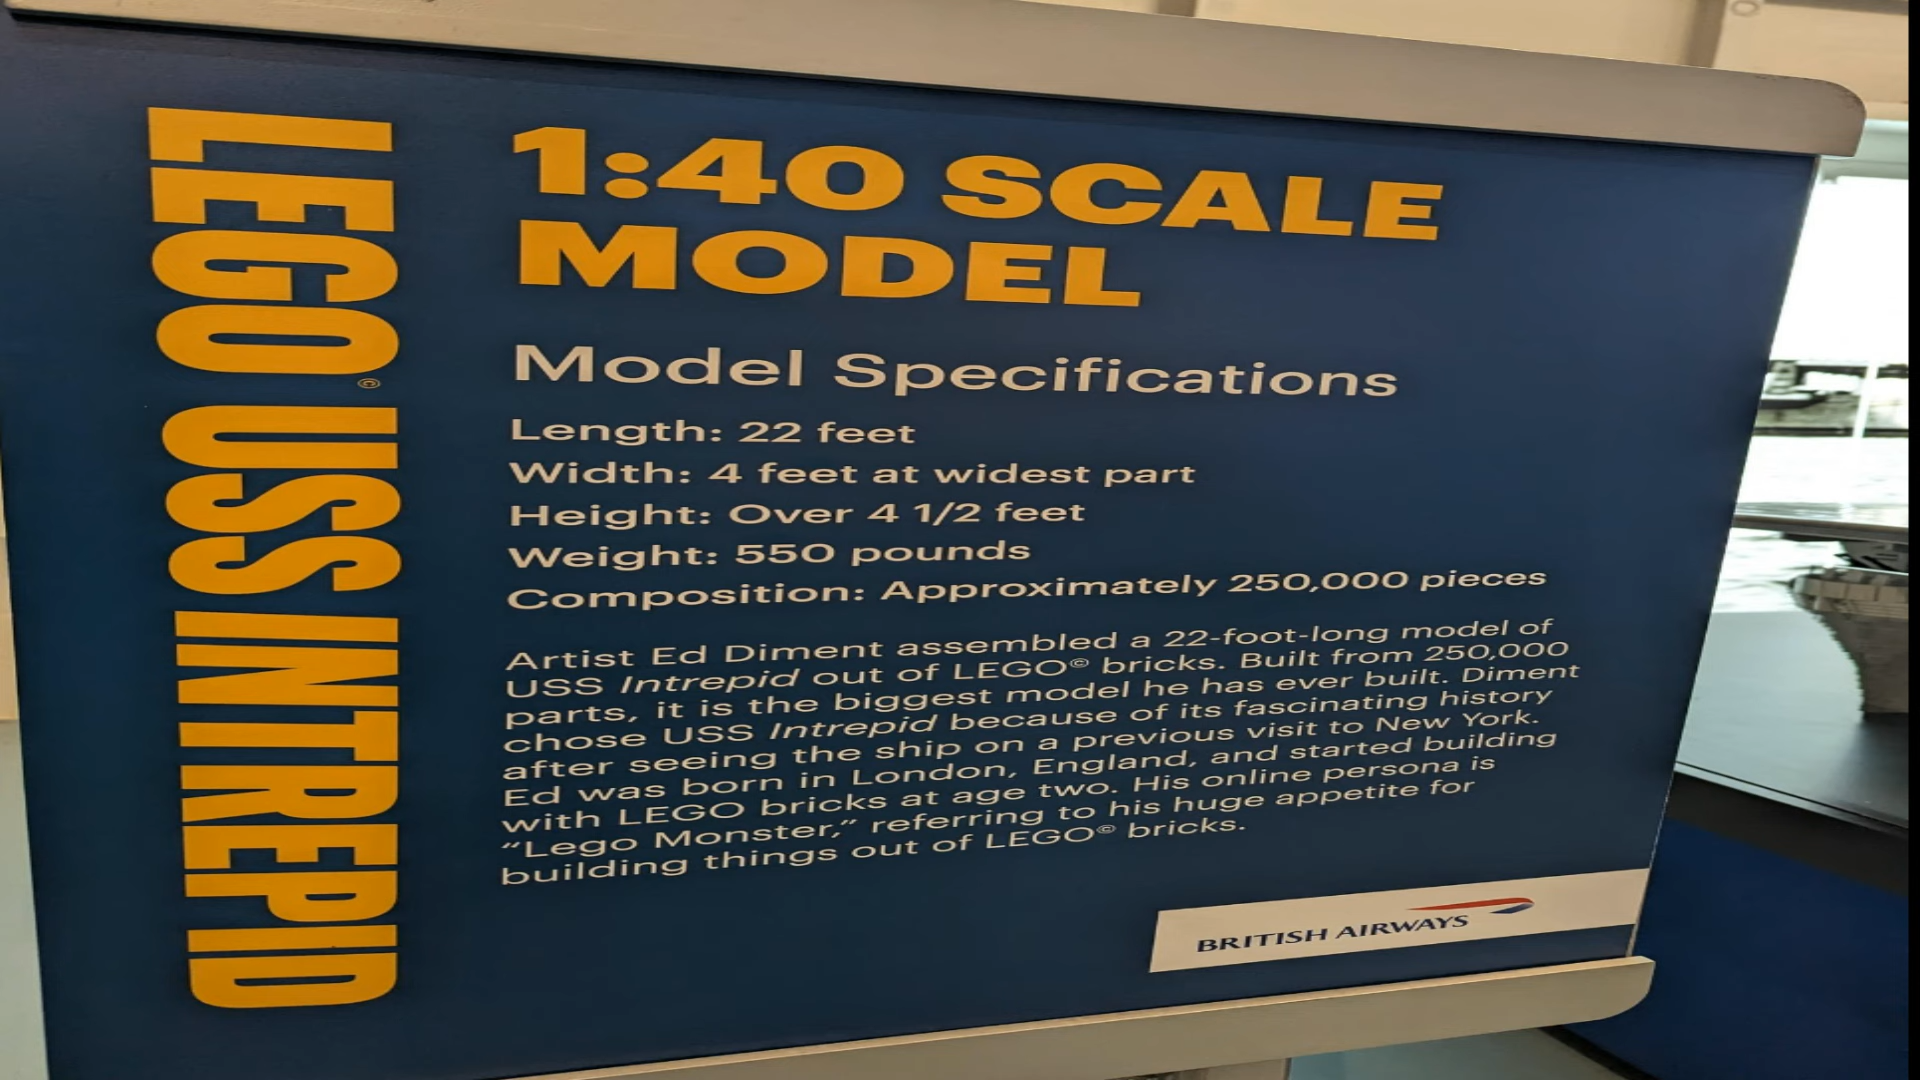 LEGO© USS INTREPID
1:40 SCALE
MODEL
Model Specifications
Length: 22 feet
Width: 4 feet at widest part
Height: Over 4 1/2 feet
Weight: 550 pounds
Composition: Approximately 250,000 pieces
Artist Ed Diment assembled a 22-foot-long model of
USS Intrepid out of LEGO© bricks. Built from 250,000
parts, it is the biggest model he has ever built. Diment
chose USS Intrepid because of its fascinating history
after seeing the ship on a previous visit to New York.
Ed was born in London, England, and started building
with LEGO bricks at age two. His online persona is
“Lego Monster,” referring to his huge appetite for
building things out of LEGO© bricks.
BRITISH AIRWAYS